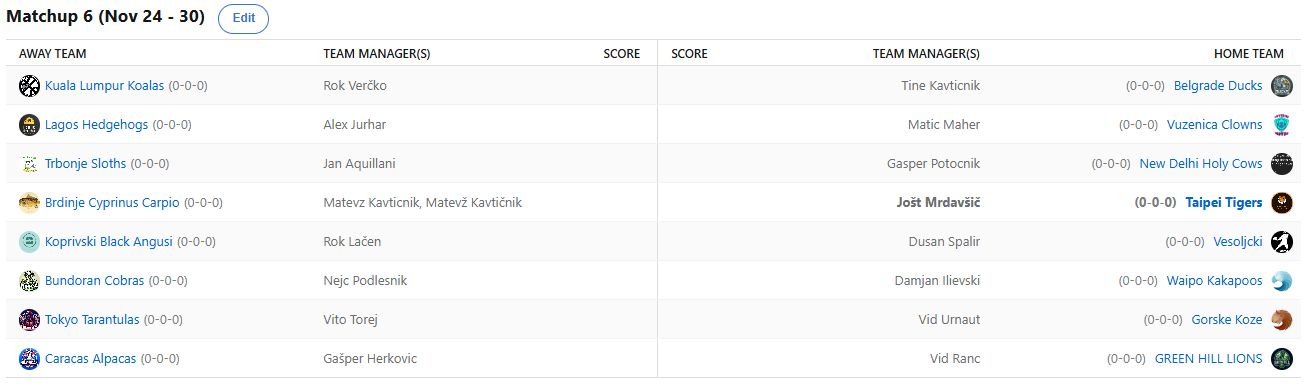 Matchup 6 (Nov 24 - 30) Edit
AWAY TEAM TEAM MANAGER(S) SCORE SCORE TEAM MANAGER(S) HOME TEAM
Kuala Lumpur Koalas (0-0-0) Rok Verčko Tine Kavticnik (0-0-0) Belgrade Ducks
Lagos Hedgehogs (0-0-0) Alex Jurhar Matic Maher (0-0-0) Vuzenica Clowns
Trbonje Sloths (0-0-0) Jan Aquillani Gasper Potocnik (0-0-0) New Delhi Holy Cows
Brdinje Cyprinus Carpio (0-0-0) Matevz Kavticnik, Matevž Kavtičnik Jošt Mrdavšič (0-0-0) Taipei Tigers
Koprivski Black Angusi (0-0-0) Rok Lačen Dusan Spalir (0-0-0) Vesoljcki
Bundoran Cobras (0-0-0) Nejc Podlesnik Damjan Ilievski (0-0-0) Waipo Kakapoos
Tokyo Tarantulas (0-0-0) Vito Torej Vid Urnaut (0-0-0) Gorske Koze
Caracas Alpacas (0-0-0) Gašper Herkovic Vid Ranc (0-0-0) GREEN HILL LIONS